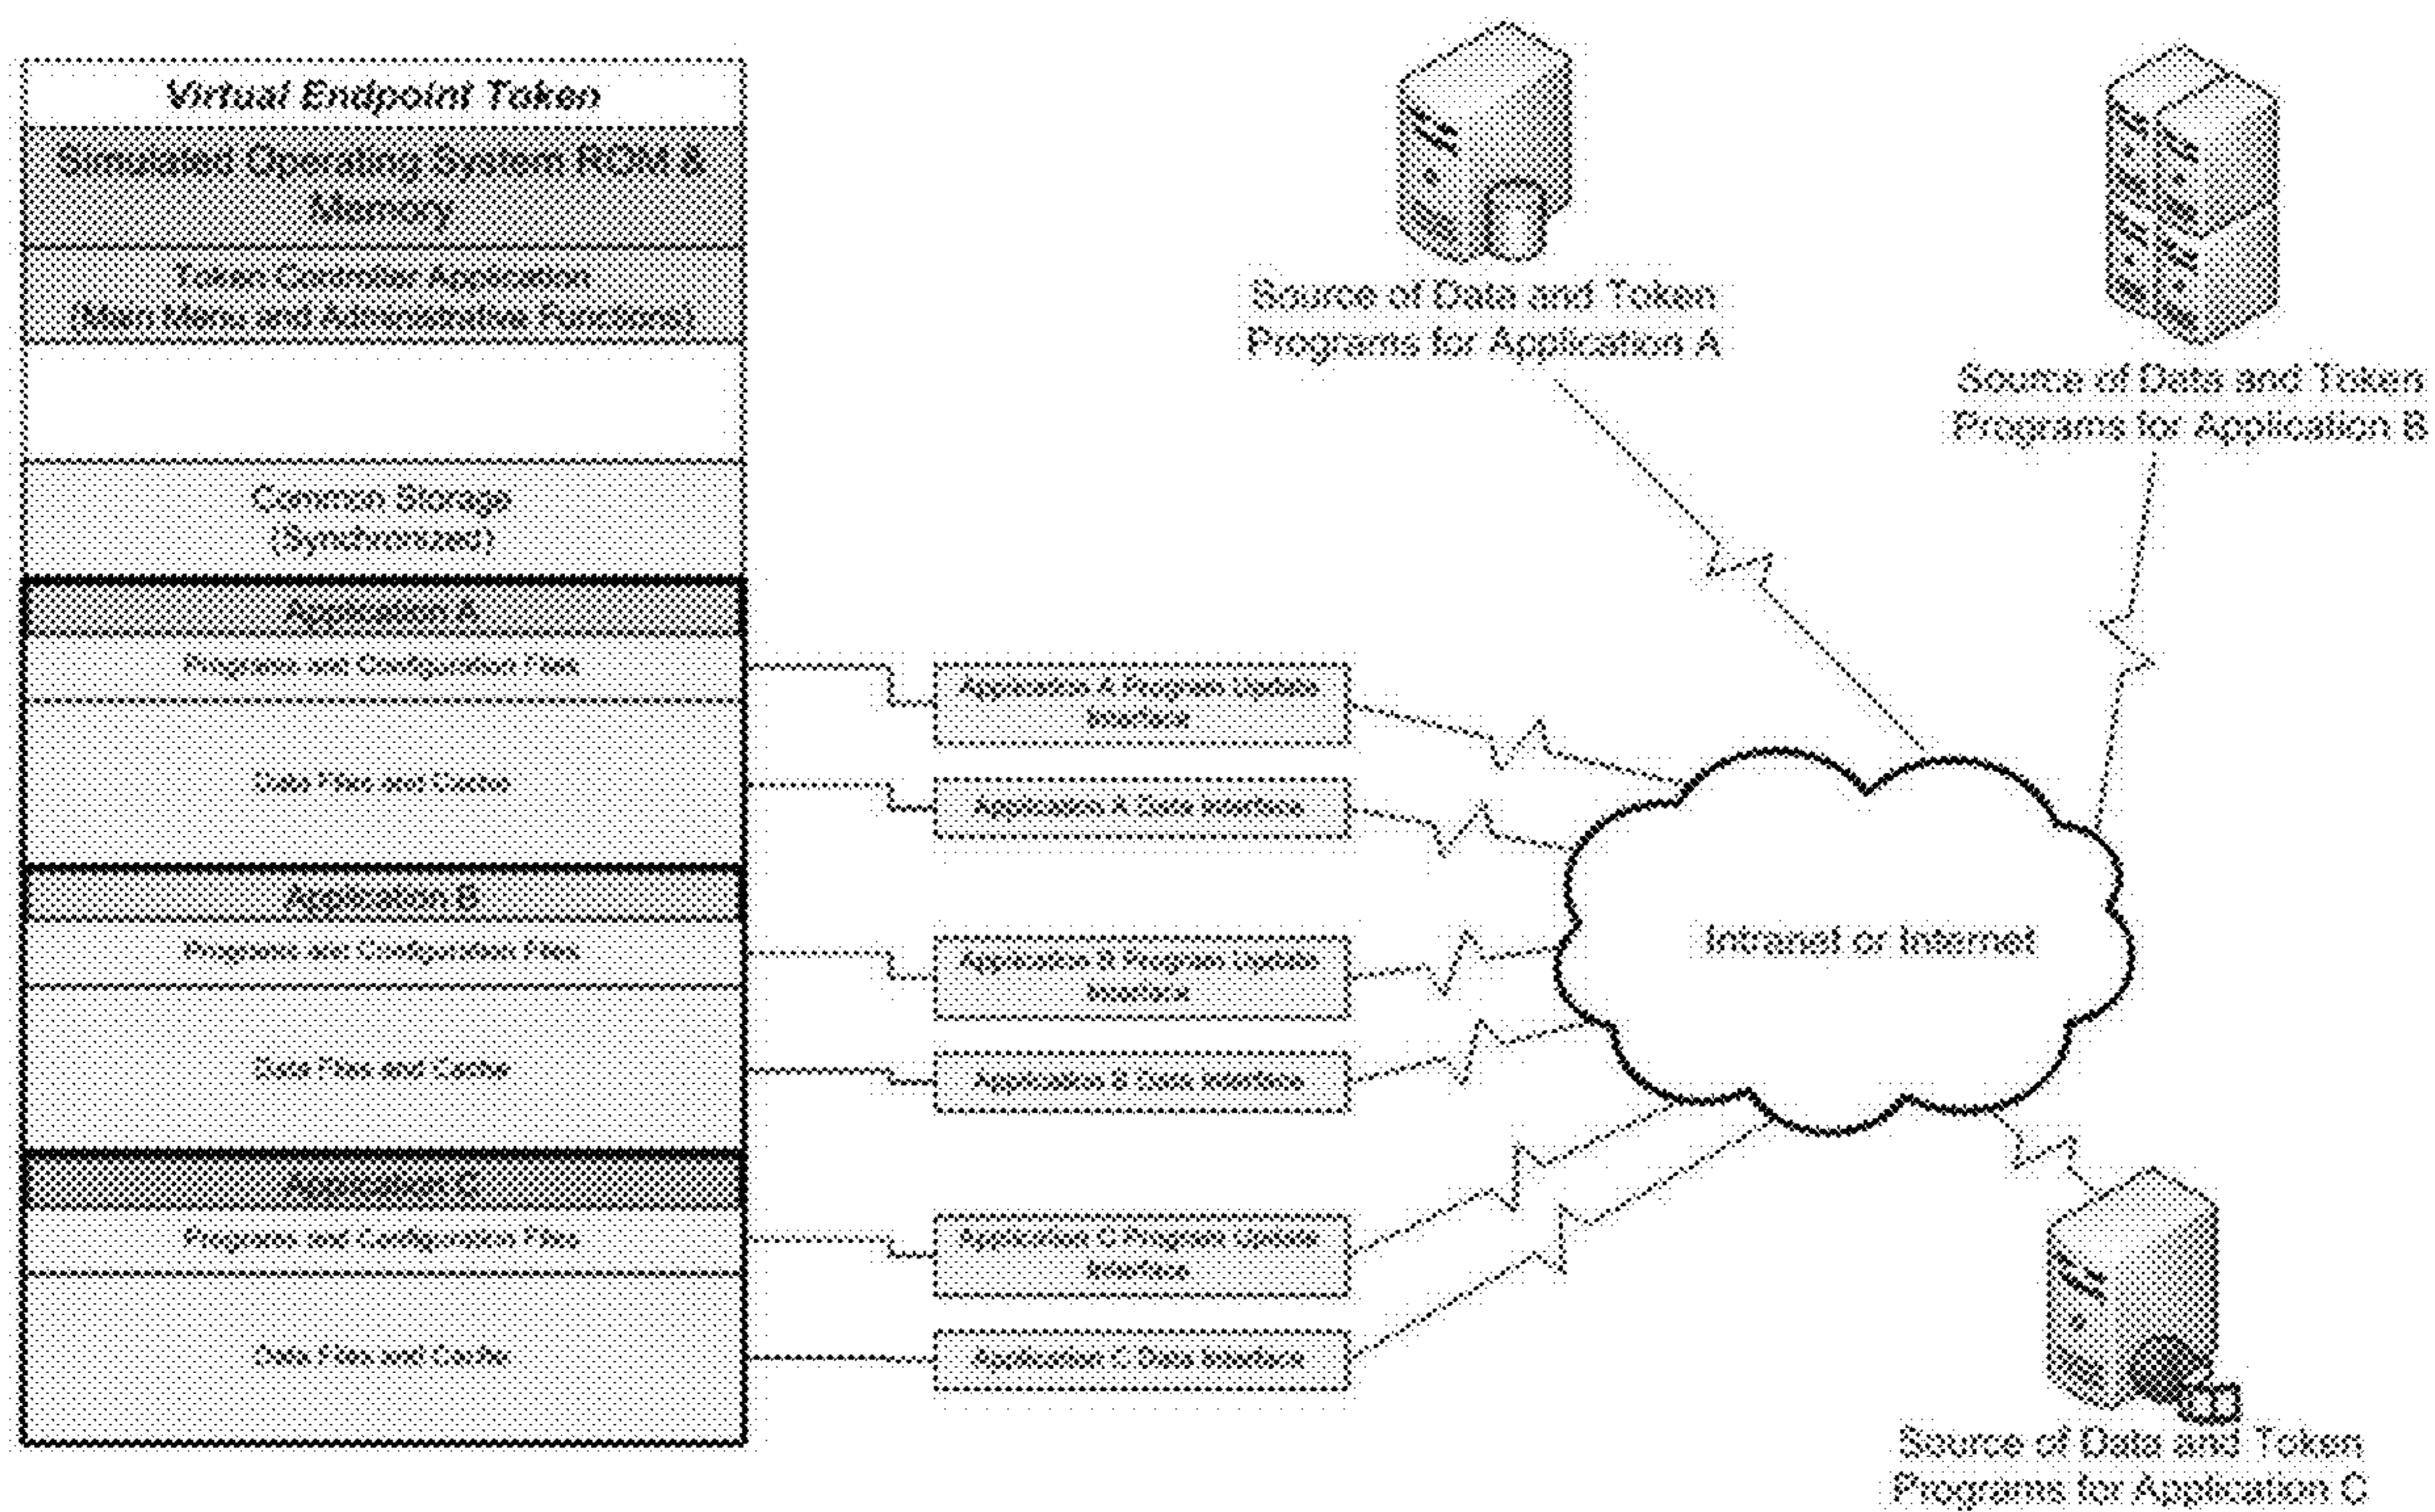 Virtual Endpoint Token
Simulated Operating System ROM &
Memory
Token Controller Application
(Main Menu and Administrative Functions)
Common Storage
(Synchronized)
Application A
Programs and Configuration Files
Data Files and Cache
Application B
Programs and Configuration Files
Data Files and Cache
Application C
Programs and Configuration Files
Data Files and Cache
Application A Program Update
Interface
Application A Data Interface
Application B Program Update
Interface
Application B Data Interface
Application C Program Update
Interface
Application C Data Interface
Source of Data and Token
Programs for Application A
Source of Data and Token
Programs for Application B
Intranet or Internet
Source of Data and Token
Programs for Application C